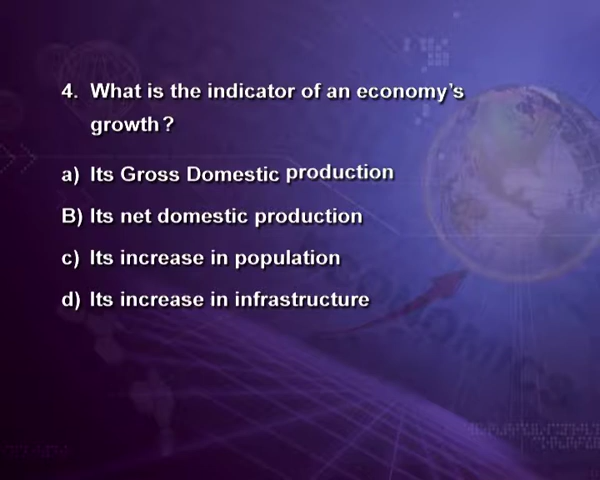 4. What is the indicator of an economy's
growth?
a) Its Gross Domestic production
B) Its net domestic production
c) Its increase in population
d) Its increase in infrastructure